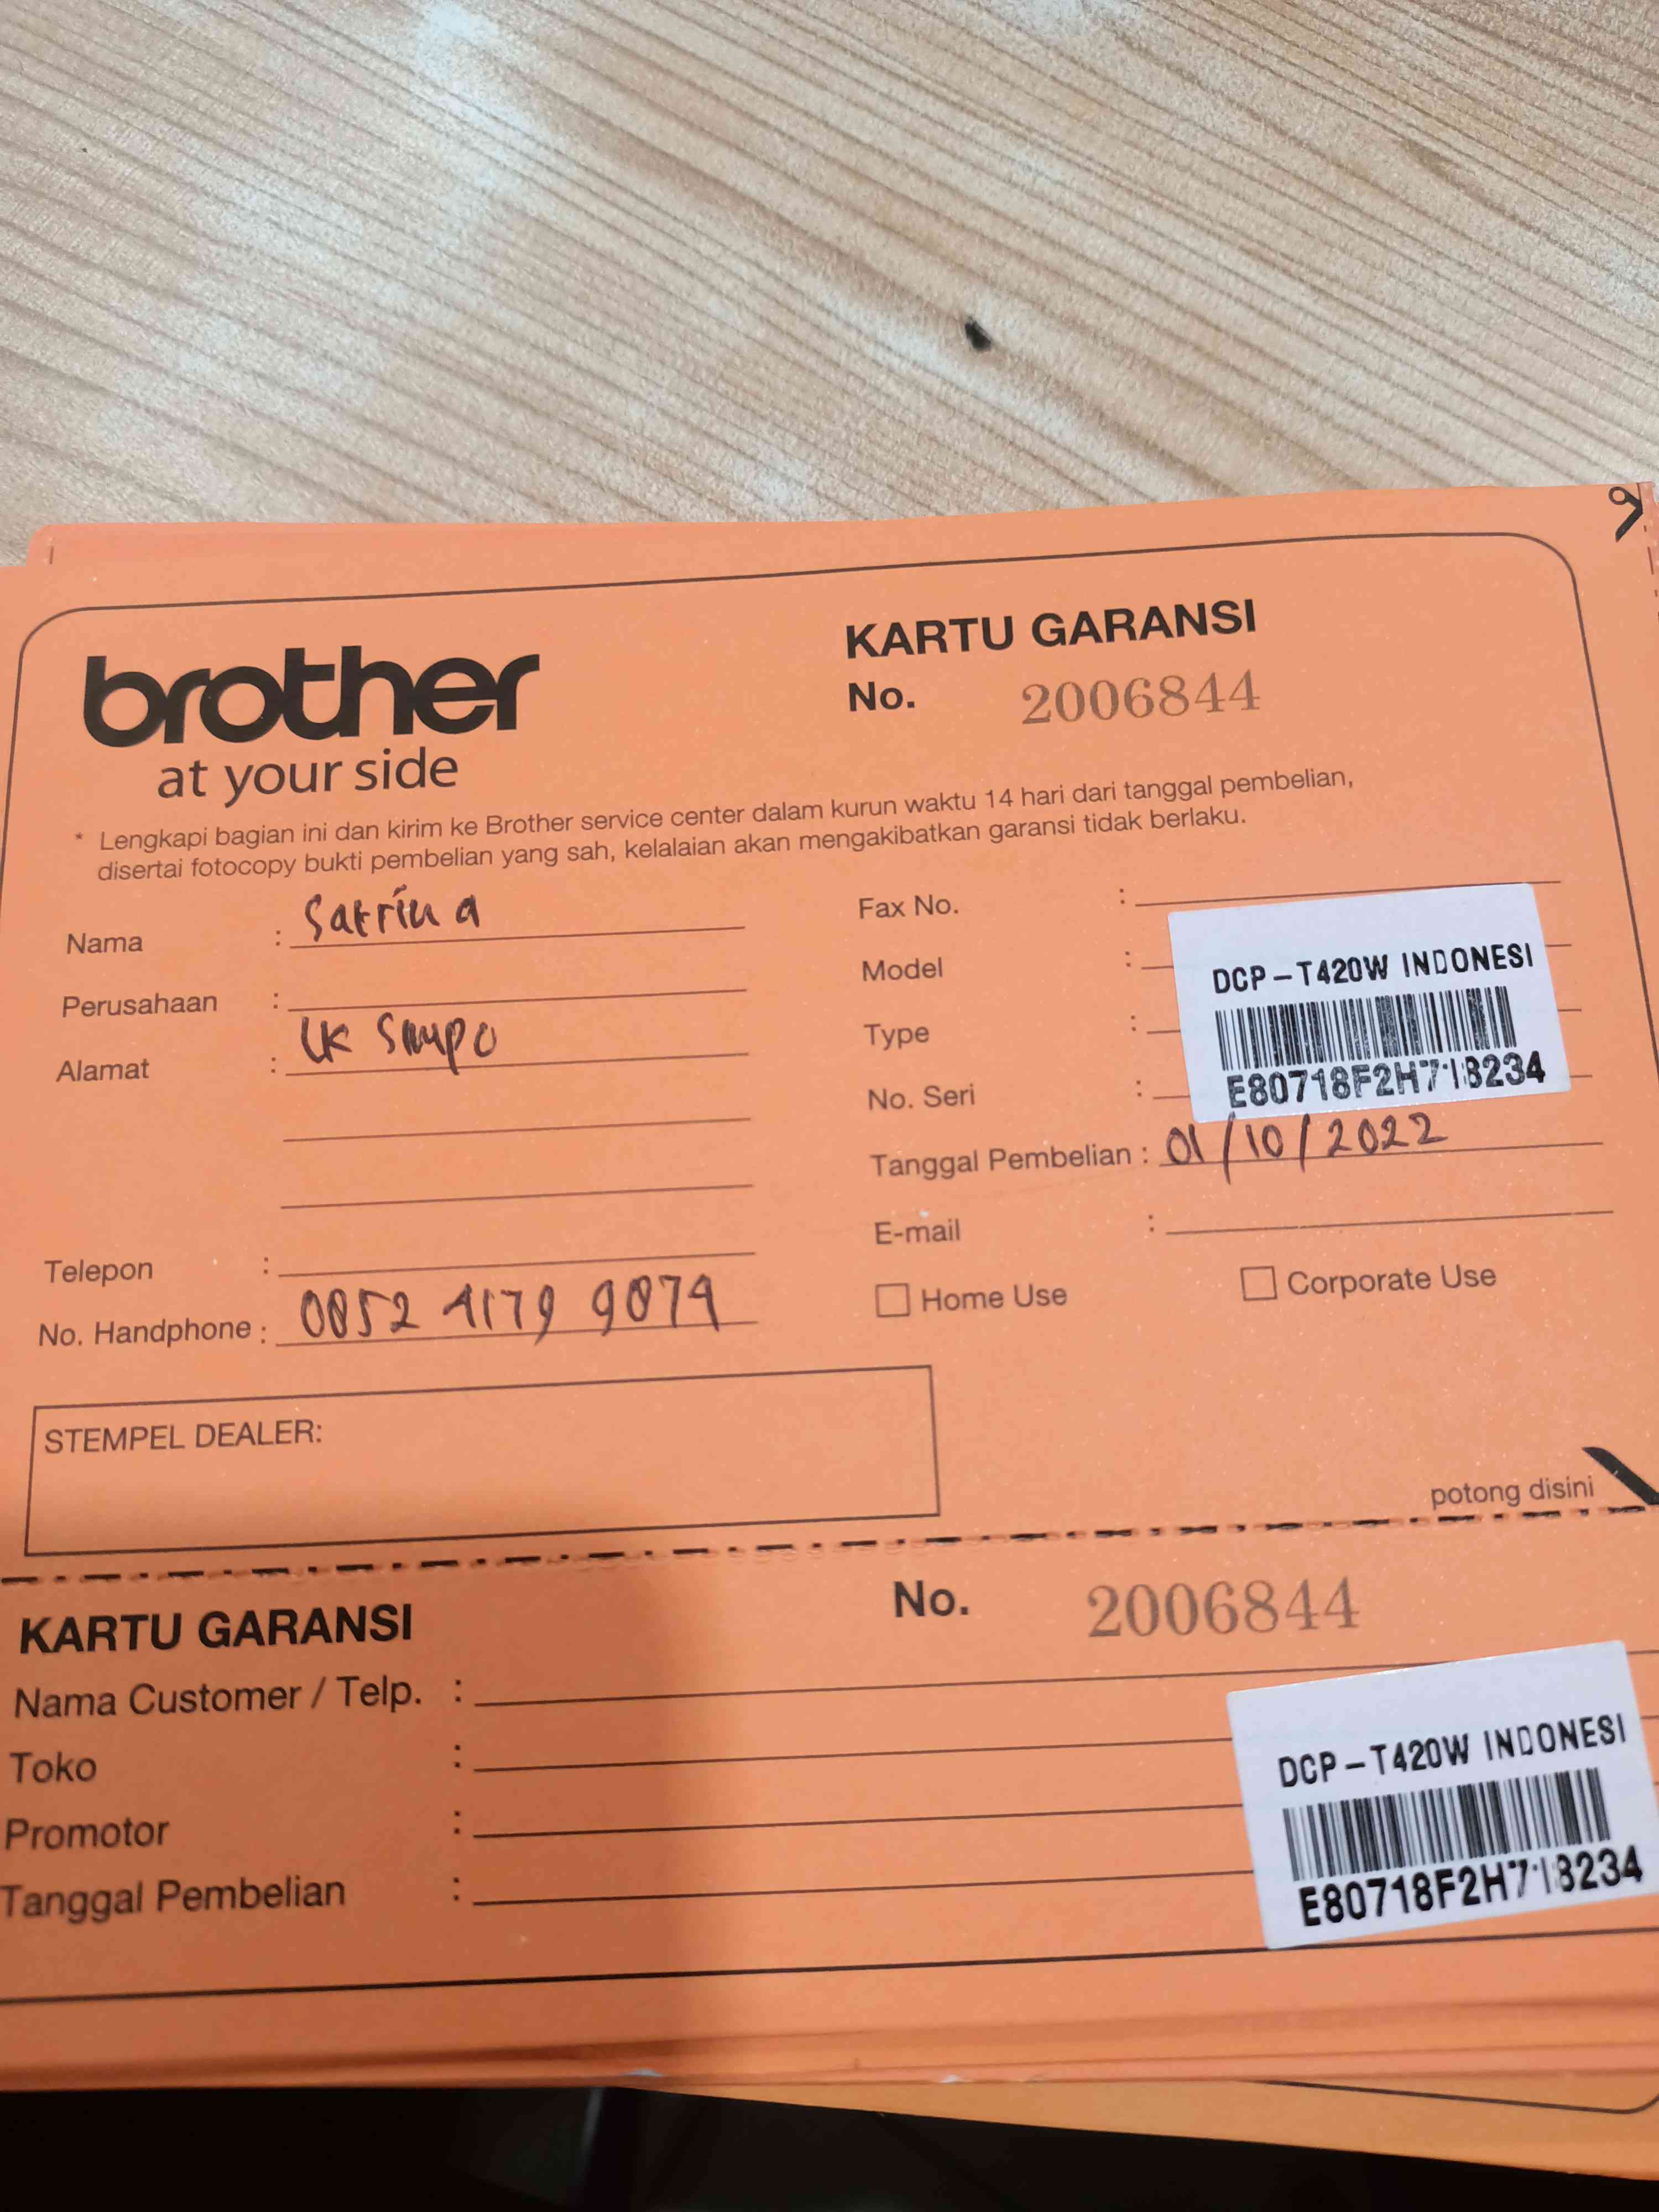 brother
at your side
KARTU GARANSI
No. 2006844
* Lengkapi bagian ini dan kirim ke Brother service center dalam kurun waktu 14 hari dari tanggal pembelian,
disertai fotocopy bukti pembelian yang sah, kelalaian akan mengakibatkan garansi tidak berlaku.
Nama :
Perusahaan :
Alamat :
Telepon :
No. Handphone : 0852 4179 9879
Fax No. :
Model :
Type :
No. Seri :
DCP-T420W INDONESI
E80718F2H718234
Tanggal Pembelian : 01/10/2022
E-mail :
Home Use
Corporate Use
STEMPEL DEALER:
potong disini
KARTU GARANSI
No. 2006844
Nama Customer / Telp. :
Toko :
Promotor :
Tanggal Pembelian :
DCP-T420W INDONESI
E80718F2H718234